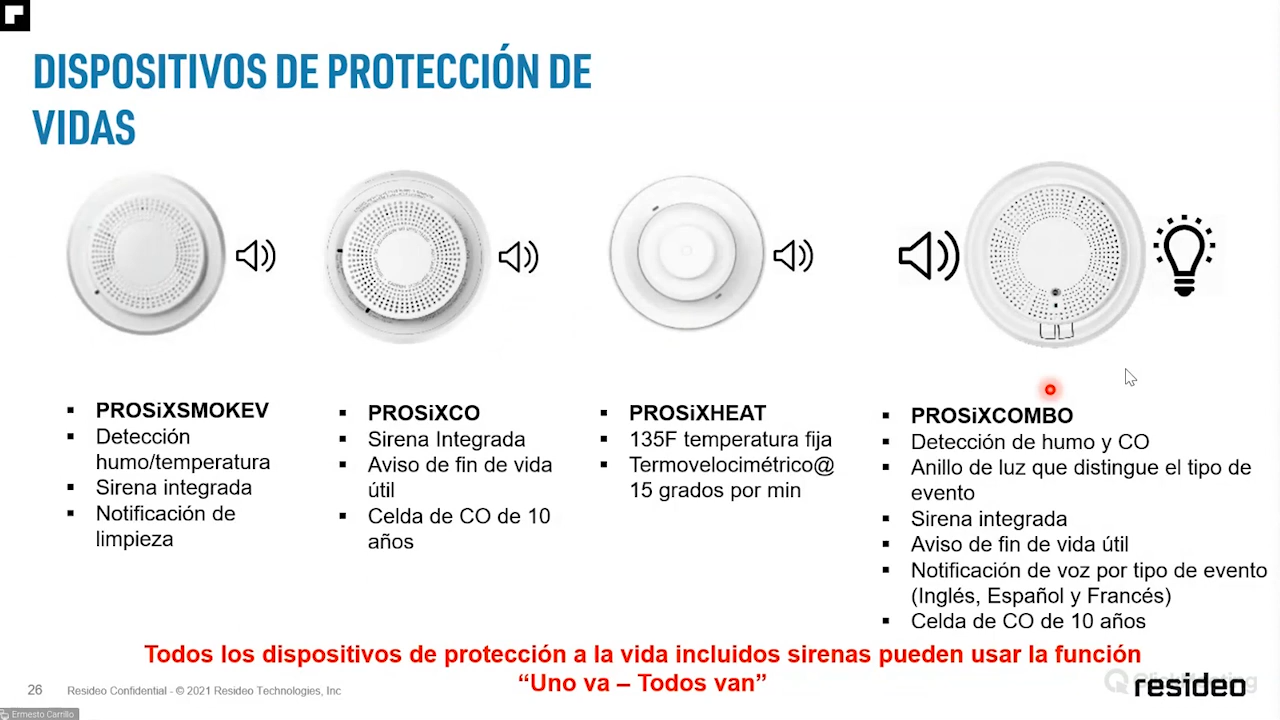 DISPOSITIVOS DE PROTECCIÓN DE
VIDAS
PROSiXSMOKEV
Detección
humo/temperatura
Sirena integrada
Notificación de
limpieza
PROSiXCO
Sirena Integrada
Aviso de fin de vida
útil
Celda de CO de 10
años
PROSiXHEAT
135F temperatura fija
Termovelocimétrico@
15 grados por min
PROSiXCOMBO
Detección de humo y CO
Anillo de luz que distingue el tipo de
evento
Sirena integrada
Aviso de fin de vida útil
Notificación de voz por tipo de evento
(Inglés, Español y Francés)
Celda de CO de 10 años
Todos los dispositivos de protección a la vida incluidos sirenas pueden usar la función
“Uno va – Todos van”
26 Resideo Confidential - © 2021 Resideo Technologies, Inc
resideo
Ermesto Carrillo